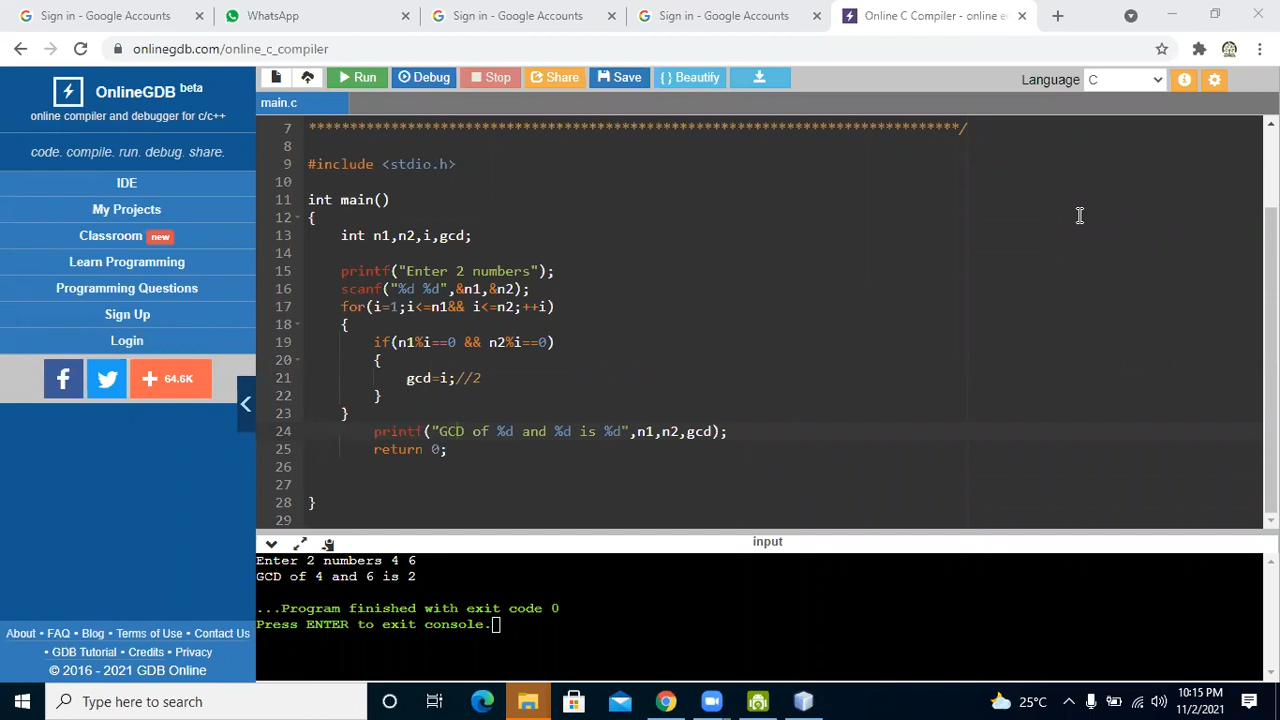 Sign in - Google Accounts
WhatsApp
Sign in - Google Accounts
Sign in - Google Accounts
Online C Compiler - online e
onlinegdb.com/online_c_compiler
OnlineGDB beta
online compiler and debugger for c/c++
code. compile. run. debug. share.
IDE
My Projects
Classroom new
Learn Programming
Programming Questions
Sign Up
Login
+ 64.6K
About • FAQ • Blog • Terms of Use • Contact Us
• GDB Tutorial • Credits • Privacy
© 2016 - 2021 GDB Online
Run Debug Stop Share Save { } Beautify
Language C
main.c
7 *******************************************************************************/
8
9 #include <stdio.h>
10
11 int main()
12 {
13 int n1,n2,i,gcd;
14
15 printf("Enter 2 numbers");
16 scanf("%d %d",&n1,&n2);
17 for(i=1;i<=n1&& i<=n2;++i)
18 {
19 if(n1%i==0 && n2%i==0)
20 {
21 gcd=i;//2
22 }
23 }
24 printf("GCD of %d and %d is %d",n1,n2,gcd);
25 return 0;
26
27
28 }
29
input
Enter 2 numbers 4 6
GCD of 4 and 6 is 2
...Program finished with exit code 0
Press ENTER to exit console.
Type here to search
25°C
10:15 PM
11/2/2021